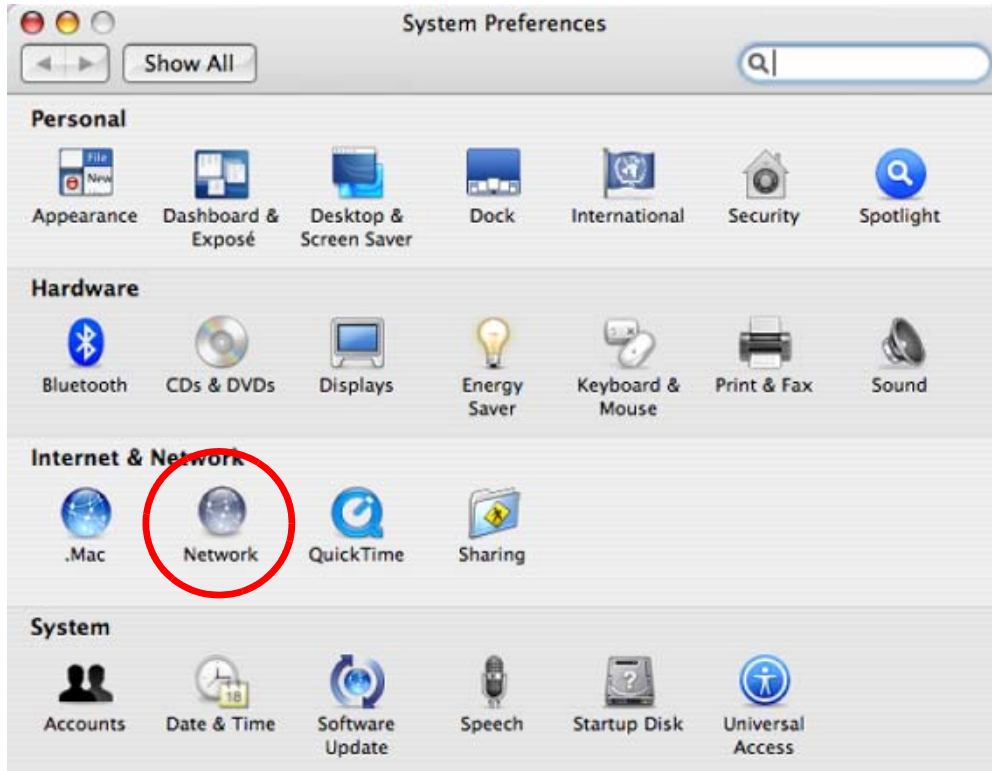 System Preferences
Show All
Personal
File
New
Appearance
Dashboard &
Exposé
Desktop &
Screen Saver
Dock
International
Security
Spotlight
Hardware
Bluetooth
CDs & DVDs
Displays
Energy
Saver
Keyboard &
Mouse
Print & Fax
Sound
Internet & Network
.Mac
Network
QuickTime
Sharing
System
18
?
Accounts
Date & Time
Software
Update
Speech
Startup Disk
Universal
Access